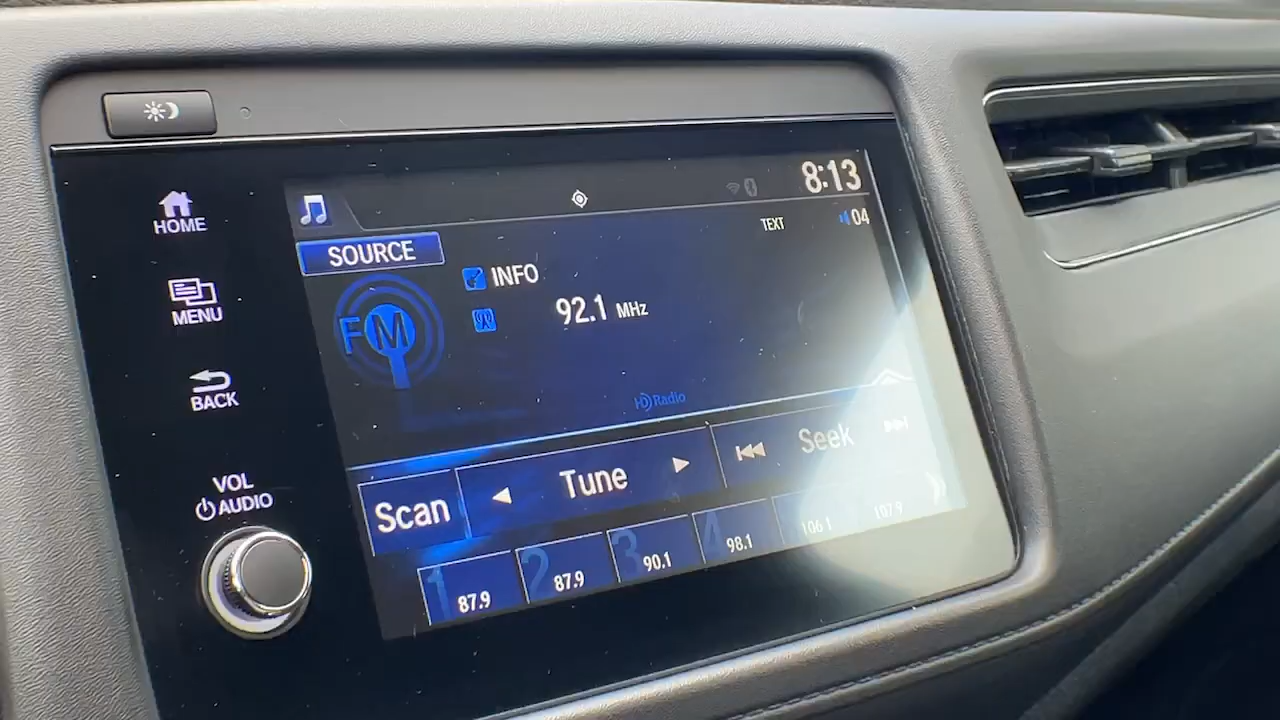 8:13
HOME
SOURCE
TEXT
04
INFO
FM
92.1 MHz
MENU
BACK
HD Radio
VOL
AUDIO
Scan
Tune
Seek
1 87.9
2 87.9
3 90.1
4 98.1
106.1
107.9